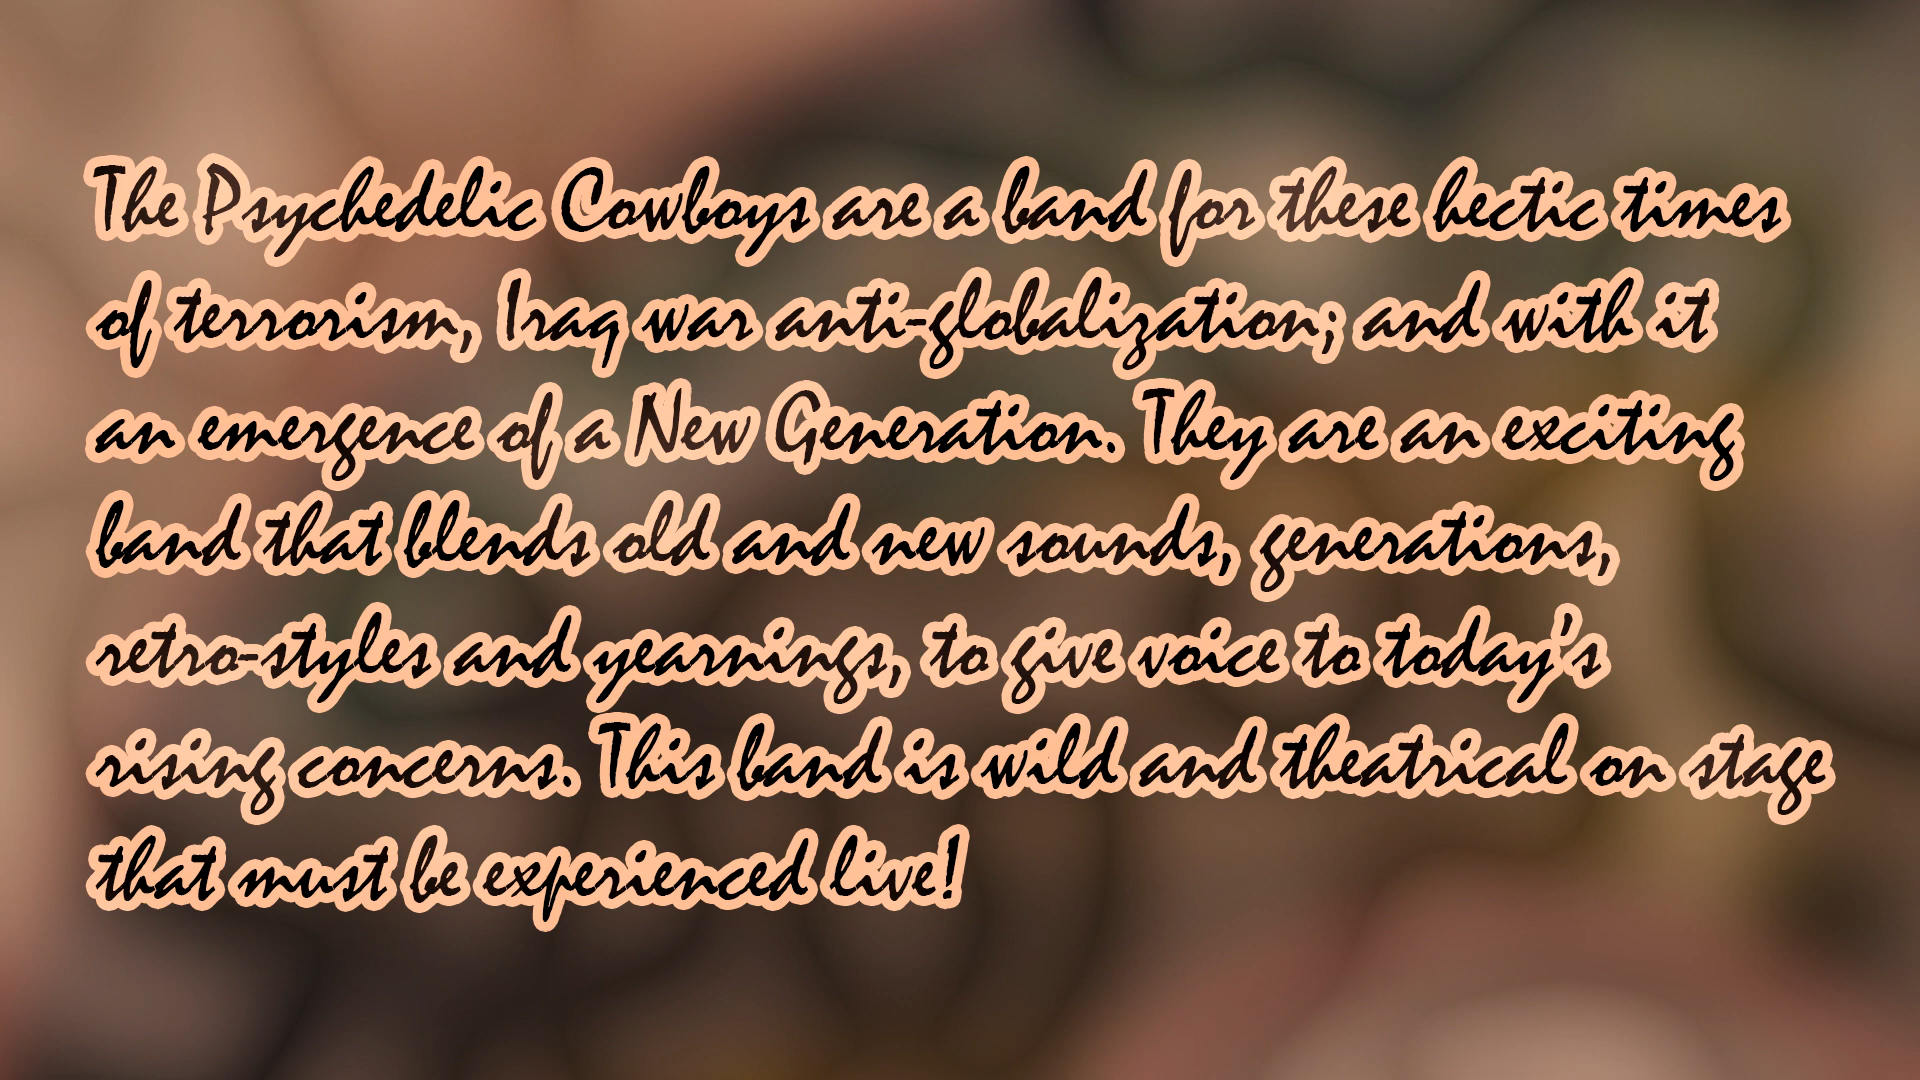 The Psychedelic Cowboys are a band for these hectic times
of terrorism, Iraq war anti-globalization; and with it
an emergence of a New Generation. They are an exciting
band that blends old and new sounds, generations,
retro-styles and yearnings, to give voice to today's
rising concerns. This band is wild and theatrical on stage
that must be experienced live!